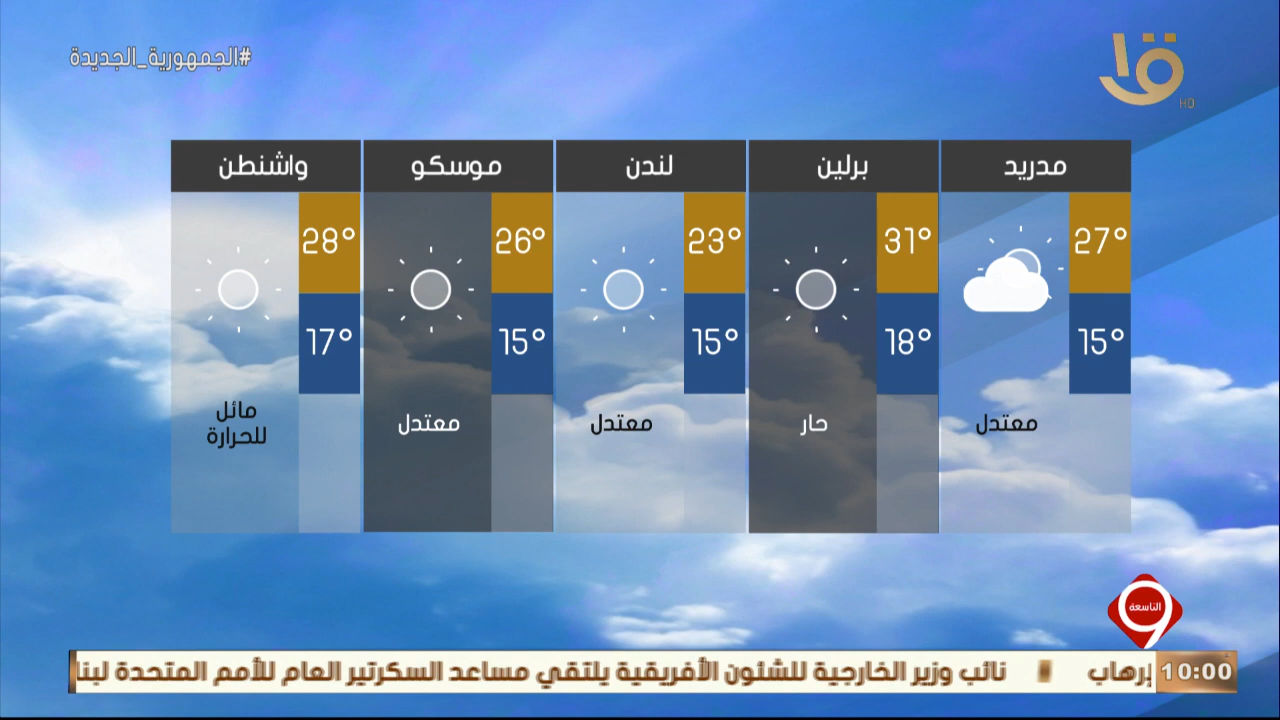 #الجمهورية_الجديدة
HD
مدريد
27°
15°
معتدل
برلين
31°
18°
حار
لندن
23°
15°
معتدل
موسكو
26°
15°
معتدل
واشنطن
28°
17°
مائل
للحرارة
التاسعة
9
10:00
إرهاب
نائب وزير الخارجية للشئون الأفريقية يلتقي مساعد السكرتير العام للأمم المتحدة لبنا